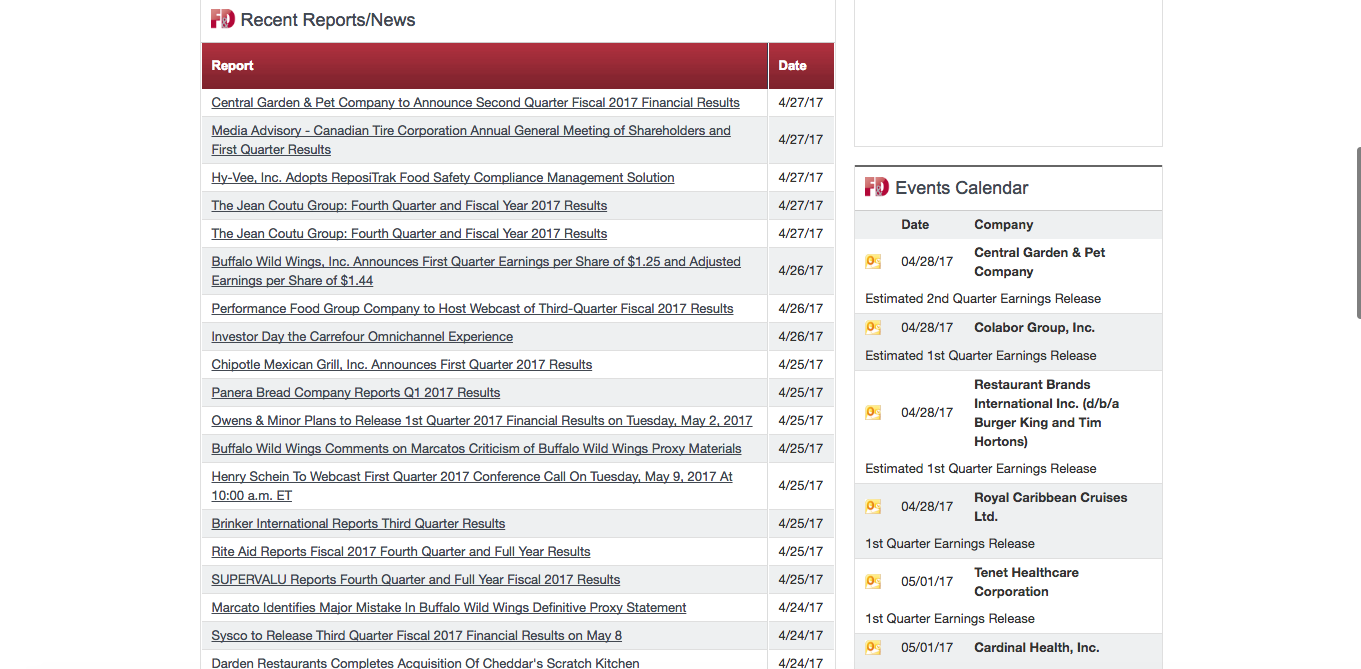 FD Recent Reports/News
Report Date
Central Garden & Pet Company to Announce Second Quarter Fiscal 2017 Financial Results 4/27/17
Media Advisory - Canadian Tire Corporation Annual General Meeting of Shareholders and
First Quarter Results
4/27/17
Hy-Vee, Inc. Adopts ReposiTrak Food Safety Compliance Management Solution 4/27/17
The Jean Coutu Group: Fourth Quarter and Fiscal Year 2017 Results 4/27/17
The Jean Coutu Group: Fourth Quarter and Fiscal Year 2017 Results 4/27/17
Buffalo Wild Wings, Inc. Announces First Quarter Earnings per Share of $1.25 and Adjusted
Earnings per Share of $1.44
4/26/17
Performance Food Group Company to Host Webcast of Third-Quarter Fiscal 2017 Results 4/26/17
Investor Day the Carrefour Omnichannel Experience 4/26/17
Chipotle Mexican Grill, Inc. Announces First Quarter 2017 Results 4/25/17
Panera Bread Company Reports Q1 2017 Results 4/25/17
Owens & Minor Plans to Release 1st Quarter 2017 Financial Results on Tuesday, May 2, 2017 4/25/17
Buffalo Wild Wings Comments on Marcatos Criticism of Buffalo Wild Wings Proxy Materials 4/25/17
Henry Schein To Webcast First Quarter 2017 Conference Call On Tuesday, May 9, 2017 At
10:00 a.m. ET
4/25/17
Brinker International Reports Third Quarter Results 4/25/17
Rite Aid Reports Fiscal 2017 Fourth Quarter and Full Year Results 4/25/17
SUPERVALU Reports Fourth Quarter and Full Year Fiscal 2017 Results 4/25/17
Marcato Identifies Major Mistake In Buffalo Wild Wings Definitive Proxy Statement 4/24/17
Sysco to Release Third Quarter Fiscal 2017 Financial Results on May 8 4/24/17
Darden Restaurants Completes Acquisition Of Cheddar's Scratch Kitchen 4/24/17
FD Events Calendar
Date Company
04/28/17 Central Garden & Pet
Company
Estimated 2nd Quarter Earnings Release
04/28/17 Colabor Group, Inc.
Estimated 1st Quarter Earnings Release
04/28/17 Restaurant Brands
International Inc. (d/b/a
Burger King and Tim
Hortons)
Estimated 1st Quarter Earnings Release
04/28/17 Royal Caribbean Cruises
Ltd.
1st Quarter Earnings Release
05/01/17 Tenet Healthcare
Corporation
1st Quarter Earnings Release
05/01/17 Cardinal Health, Inc.